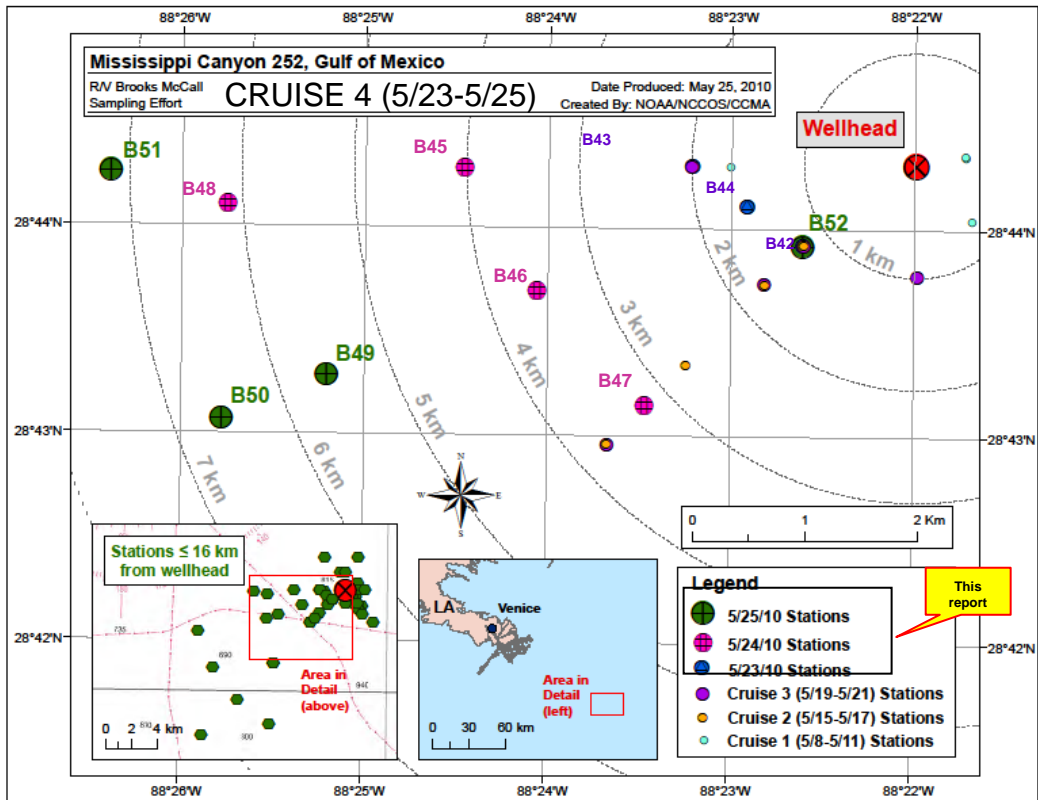 88°26'W 88°25'W 88°24'W 88°23'W 88°22'W
Mississippi Canyon 252, Gulf of Mexico
R/V Brooks McCall
Sampling Effort
CRUISE 4 (5/23-5/25)
Date Produced: May 25, 2010
Created By: NOAA/NCCOS/CCMA
Wellhead
B51
B48
B45
B43
B44
B42
B52
B46
B49
B50
B47
28°44'N
28°44'N
28°43'N
28°43'N
28°42'N
28°42'N
1 km
2 km
3 km
4 km
5 km
6 km
7 km
N
W
E
S
0 1 2 Km
Stations ≤ 16 km
from wellhead
815
735
690
940
810
800
Area in
Detail
(above)
0 2 4 Km
LA
Venice
Area in
Detail
(left)
0 30 60 km
Legend
5/25/10 Stations
5/24/10 Stations
5/23/10 Stations
Cruise 3 (5/19-5/21) Stations
Cruise 2 (5/15-5/17) Stations
Cruise 1 (5/8-5/11) Stations
This
report
88°26'W 88°25'W 88°24'W 88°23'W 88°22'W